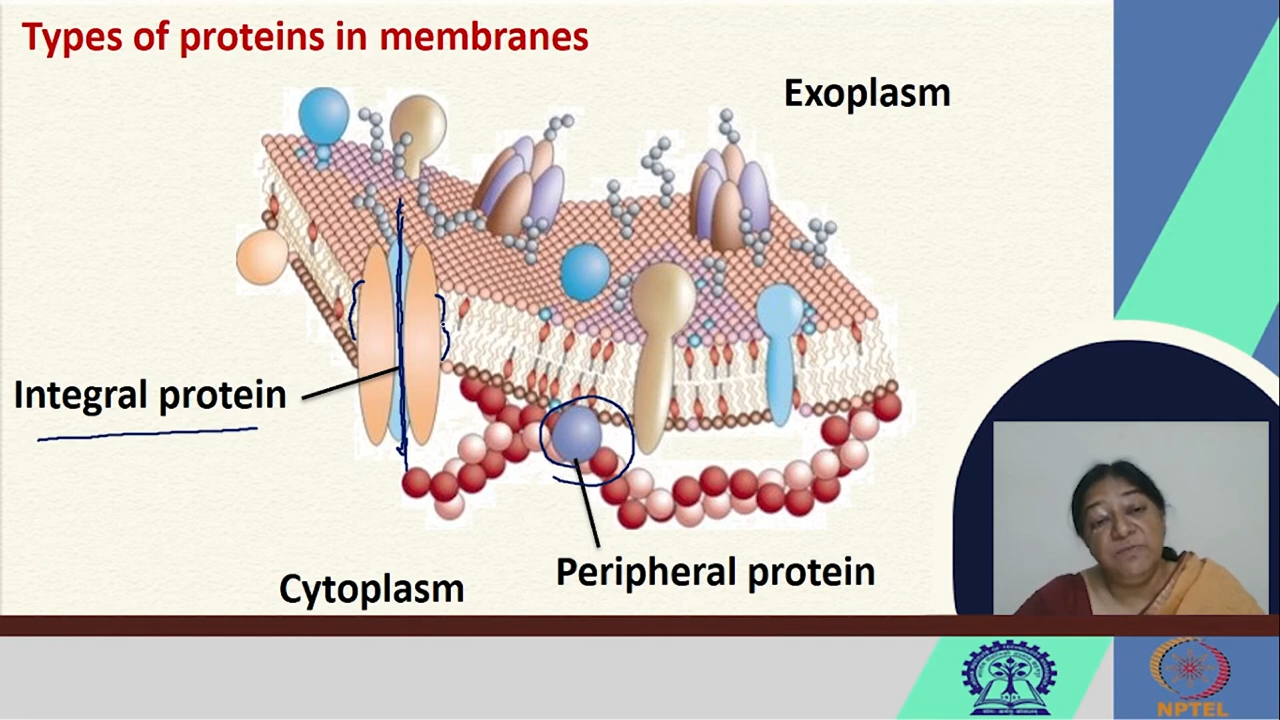 Types of proteins in membranes
Exoplasm
Integral protein
Peripheral protein
Cytoplasm
NPTEL